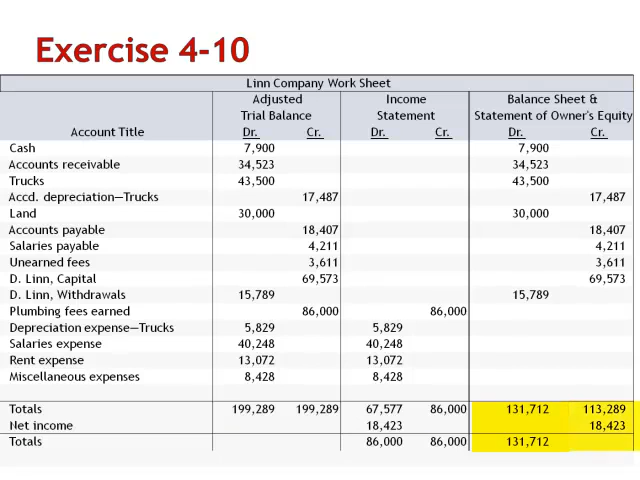 Exercise 4-10
Linn Company Work Sheet
Adjusted Income Balance Sheet &
Trial Balance Statement Statement of Owner's Equity
Account Title Dr. Cr. Dr. Cr. Dr. Cr.
Cash 7,900 7,900
Accounts receivable 34,523 34,523
Trucks 43,500 43,500
Accd. depreciation—Trucks 17,487 17,487
Land 30,000 30,000
Accounts payable 18,407 18,407
Salaries payable 4,211 4,211
Unearned fees 3,611 3,611
D. Linn, Capital 69,573 69,573
D. Linn, Withdrawals 15,789 15,789
Plumbing fees earned 86,000 86,000
Depreciation expense—Trucks 5,829 5,829
Salaries expense 40,248 40,248
Rent expense 13,072 13,072
Miscellaneous expenses 8,428 8,428
Totals 199,289 199,289 67,577 86,000 131,712 113,289
Net income 18,423 18,423
Totals 86,000 86,000 131,712